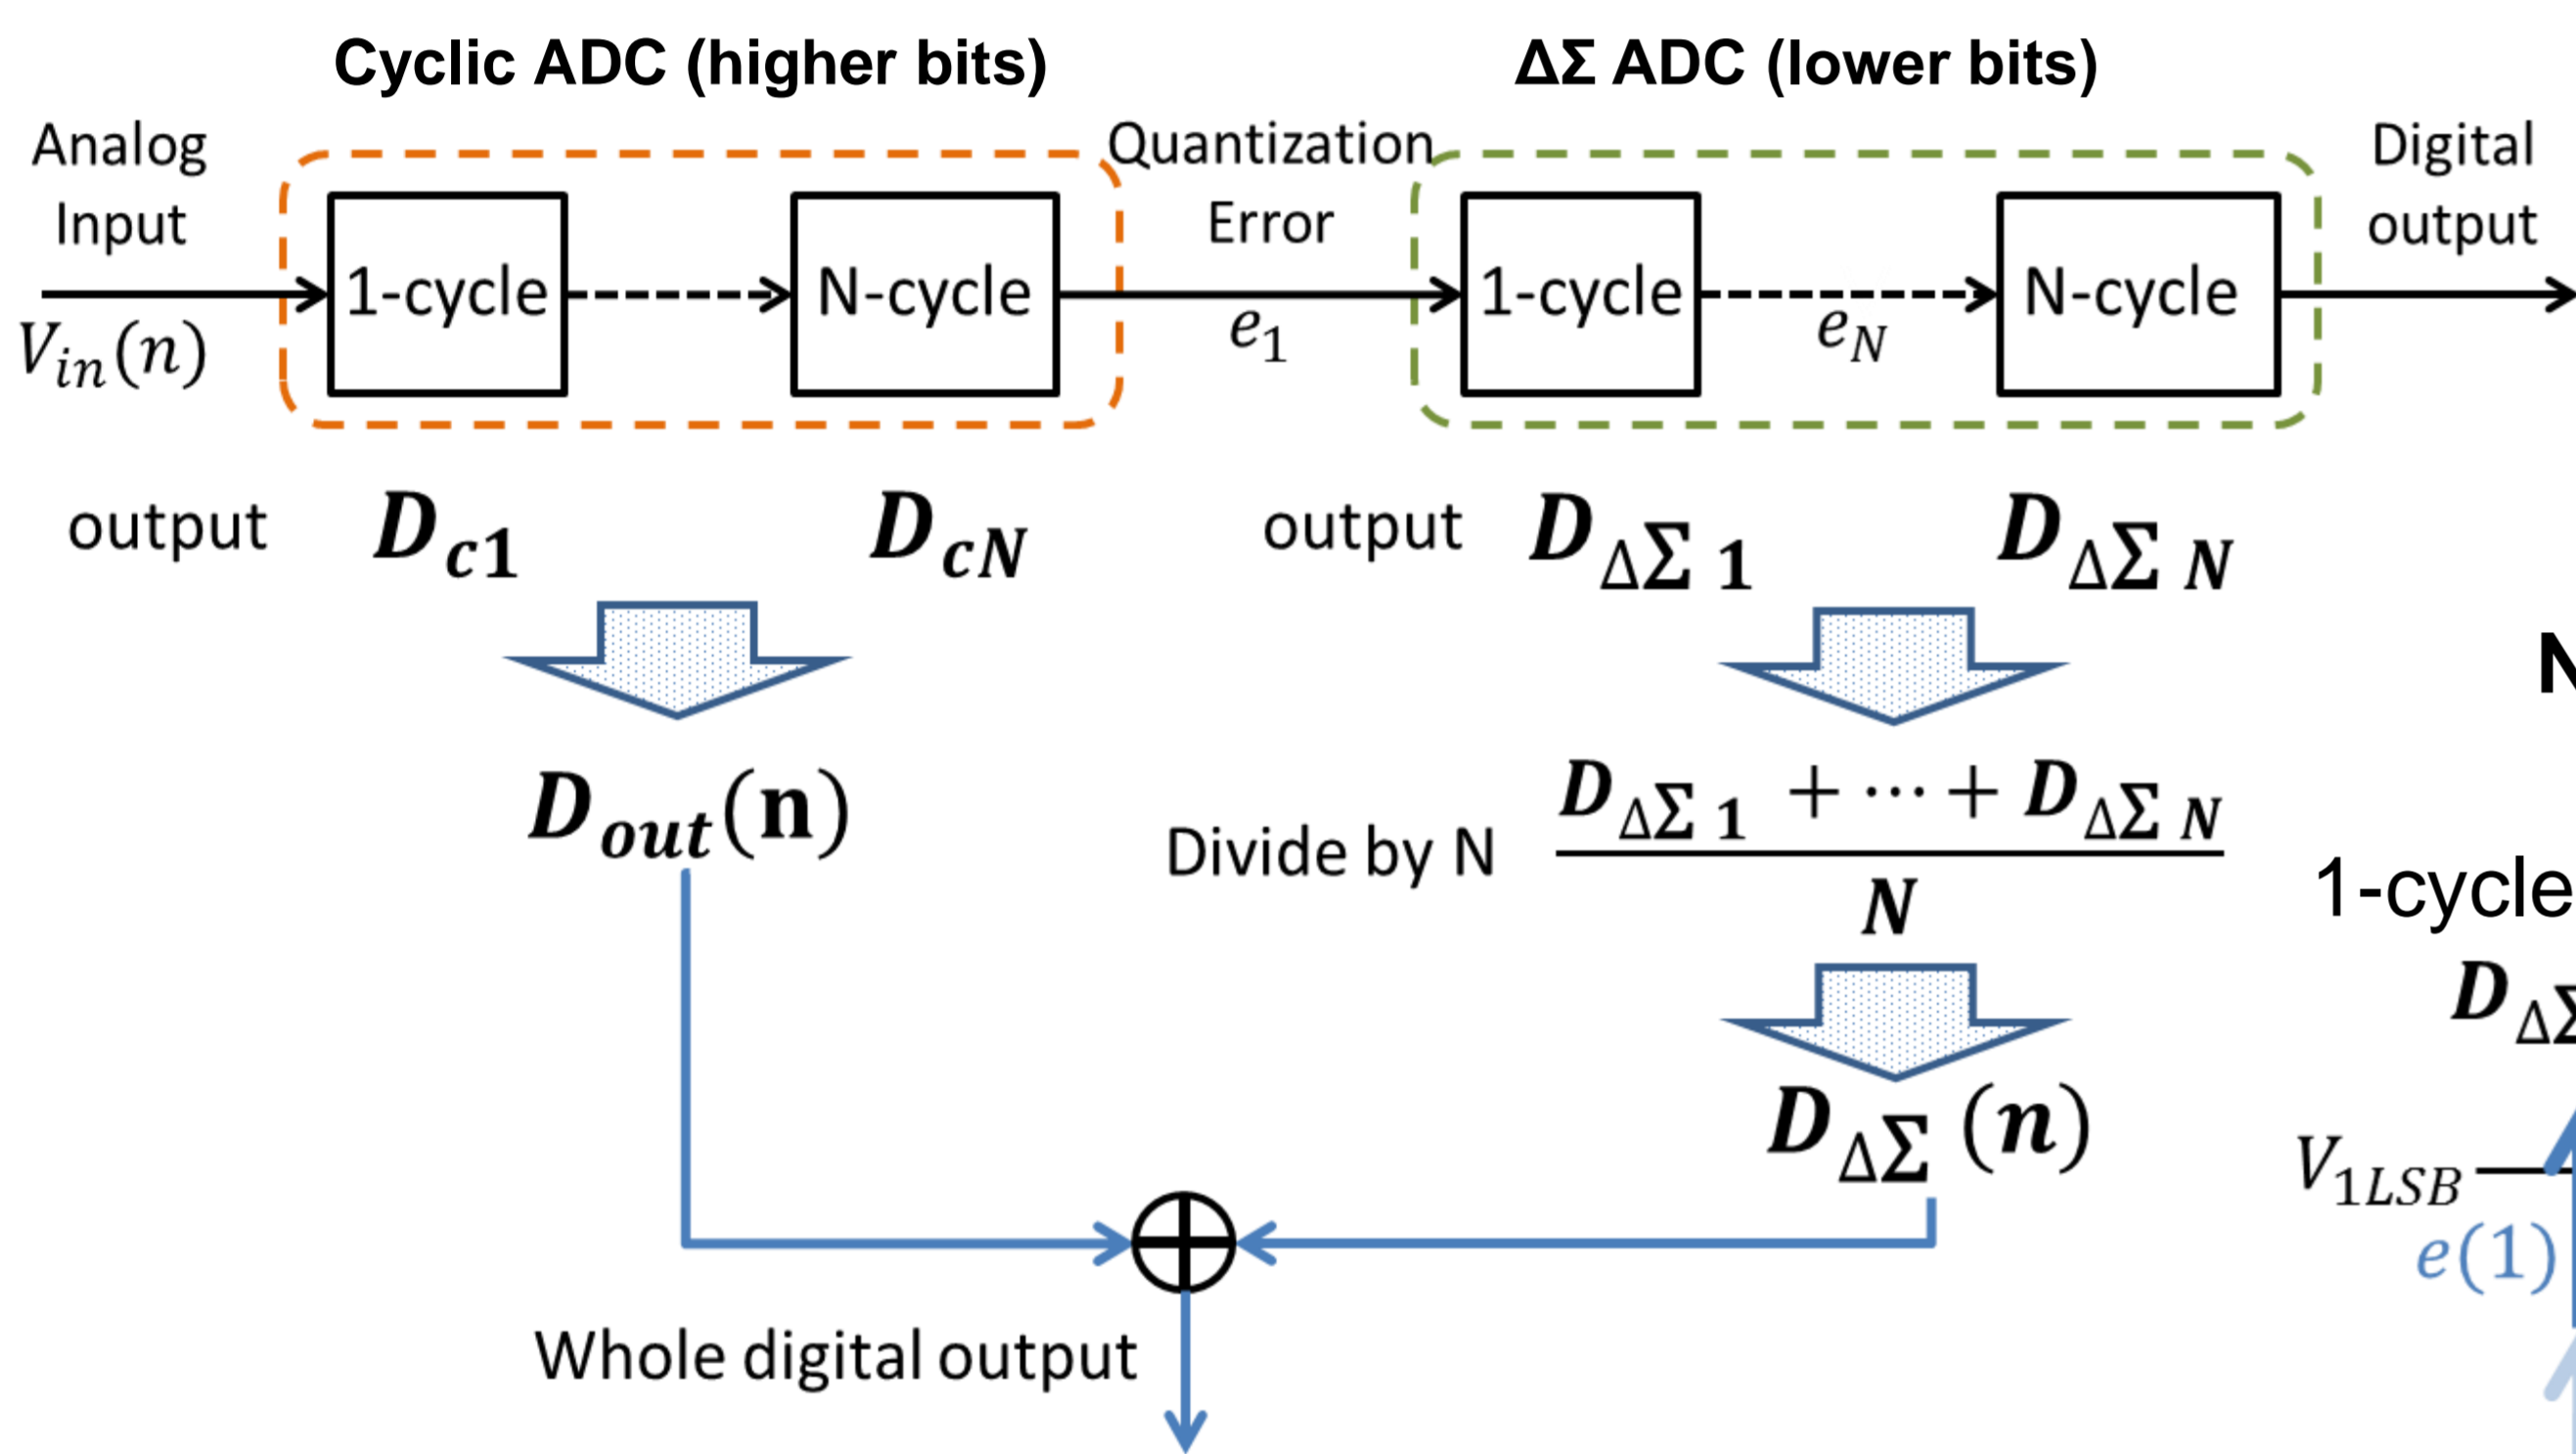 Cyclic ADC (higher bits)
ΔΣ ADC (lower bits)
Analog
Input
V_in(n)
1-cycle
N-cycle
Quantization
Error
e_1
1-cycle
e_N
N-cycle
Digital
output
output D_c1 D_cN
output D_ΔΣ 1 D_ΔΣ N
D_out(n)
Divide by N
D_ΔΣ 1 + ⋯ + D_ΔΣ N
N
D_ΔΣ (n)
Whole digital output
N
1-cycle
D_ΔΣ
V_1LSB
e(1)